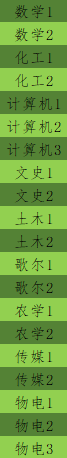 数学1
数学2
化工1
化工2
计算机1
计算机2
计算机3
文史1
文史2
土木1
土木2
歌尔1
歌尔2
农学1
农学2
传媒1
传媒2
物电1
物电2
物电3